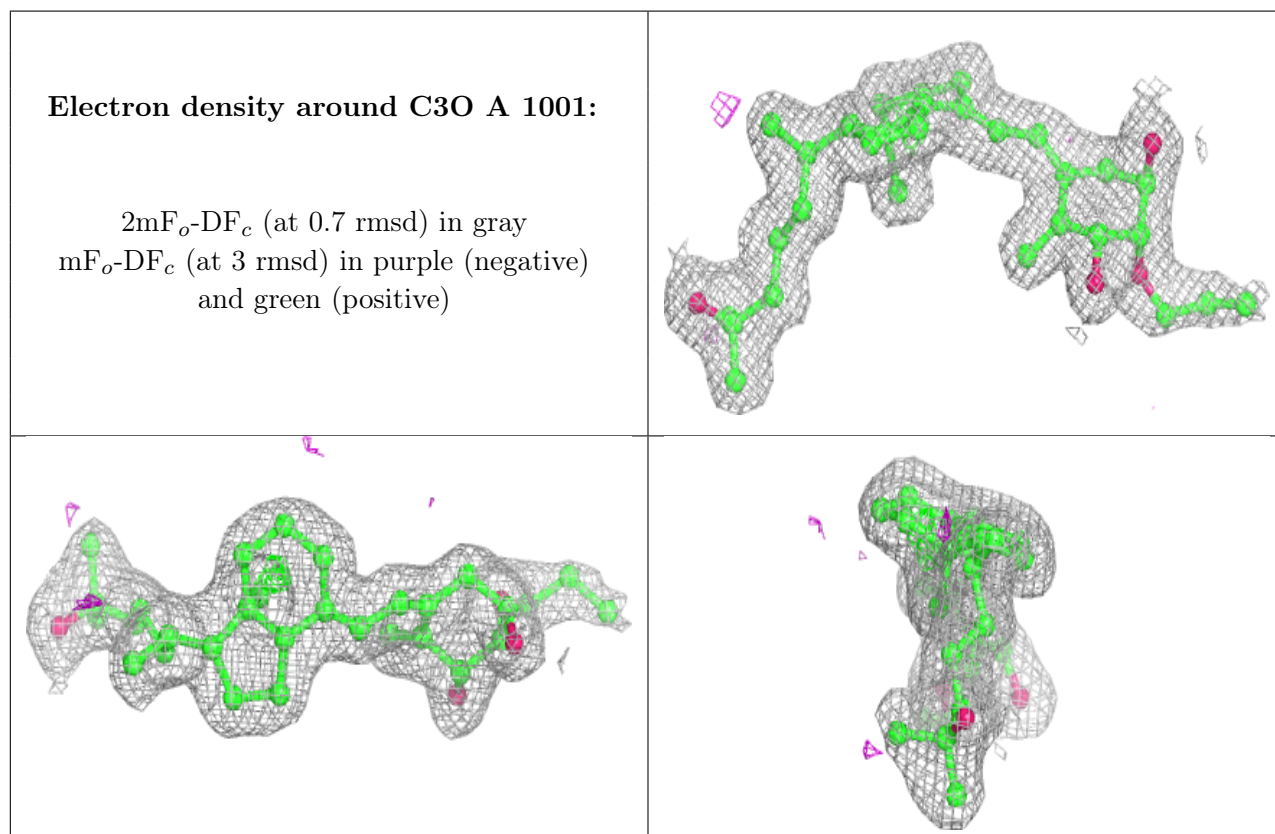 Electron density around C3O A 1001:
2mFo-DFc (at 0.7 rmsd) in gray
mFo-DFc (at 3 rmsd) in purple (negative)
and green (positive)